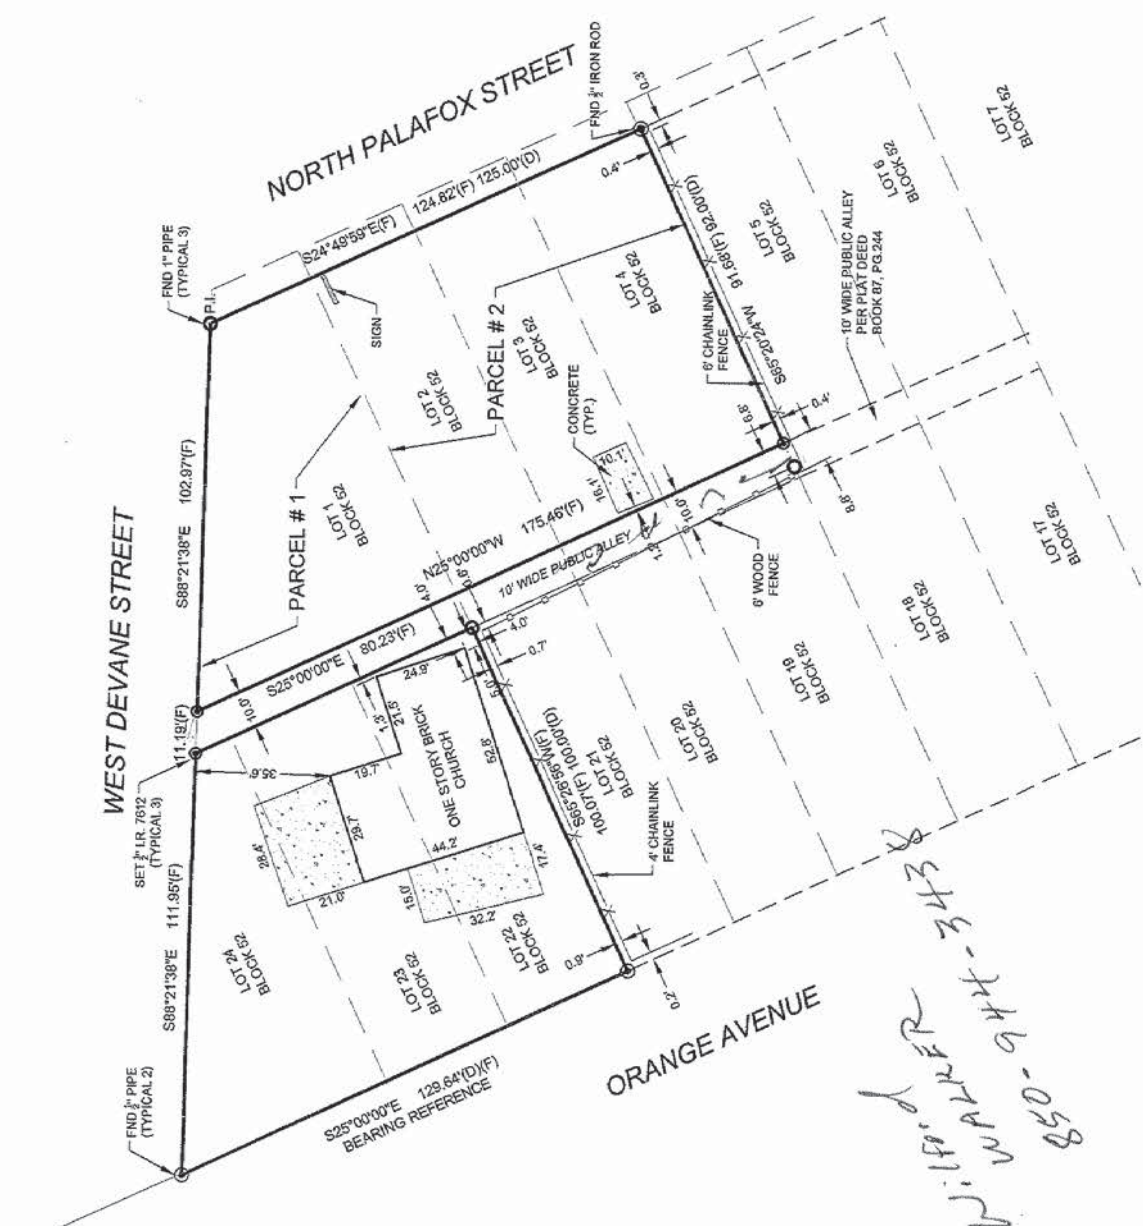 NORTH PALAFOX STREET
FND ½" IRON ROD
0.3'
FND 1" PIPE
(TYPICAL 3)
P.I.
S24°49'59"E(F)
124.82'(F) 125.00'(D)
0.4'
SIGN
LOT 7
BLOCK 52
LOT 6
BLOCK 52
LOT 5
BLOCK 52
LOT 4
BLOCK 52
LOT 3
BLOCK 52
LOT 2
BLOCK 52
LOT 1
BLOCK 52
PARCEL # 2
PARCEL # 1
S65°20'24"W 91.68'(F) 92.00'(D)
6' CHAINLINK
FENCE
10' WIDE PUBLIC ALLEY
PER PLAT DEED
BOOK 87, PG.244
CONCRETE
(TYP.)
10.1'
16.1'
6.8'
0.4'
8.8'
WEST DEVANE STREET
S88°21'38"E 102.97'(F)
N25°00'00"W 175.46'(F)
10' WIDE PUBLIC ALLEY
10.0'
1.2'
6' WOOD
FENCE
4.0'
0.6'
11.19'(F)
10.0'
S25°00'00"E 80.23'(F)
4.0'
0.7'
5.0'
SET ½" I.R. 7612
(TYPICAL 3)
35.6'
24.9'
1.3'
21.5'
19.7'
52.8'
ONE STORY BRICK
CHURCH
29.7'
28.4'
21.0'
44.2'
15.0'
17.4'
32.2'
LOT 17
BLOCK 52
LOT 18
BLOCK 52
LOT 19
BLOCK 52
LOT 20
BLOCK 52
LOT 21
BLOCK 52
S65°26'56"W(F)
100.07'(F) 100.00'(D)
4' CHAINLINK
FENCE
S88°21'38"E 111.95'(F)
LOT 24
BLOCK 52
LOT 23
BLOCK 52
LOT 22
BLOCK 52
0.9'
0.2'
FND ½" PIPE
(TYPICAL 2)
S25°00'00"E 129.64'(D)(F)
BEARING REFERENCE
ORANGE AVENUE
Wilford
WALKER
850-944-3438